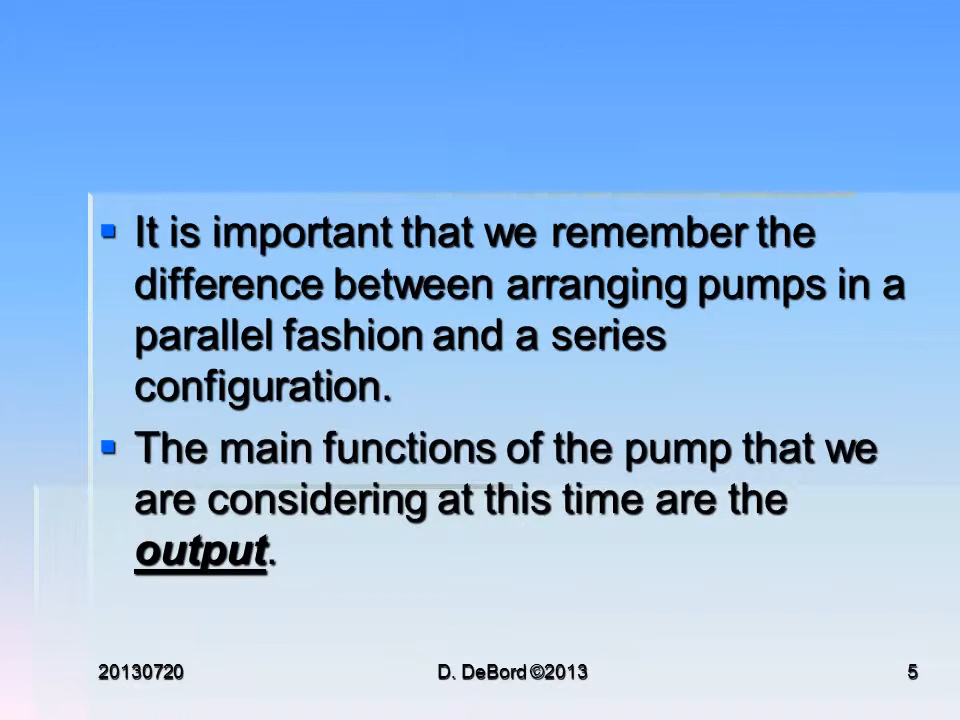 ▪ It is important that we remember the
difference between arranging pumps in a
parallel fashion and a series
configuration.
▪ The main functions of the pump that we
are considering at this time are the
output.
20130720 D. DeBord ©2013 5